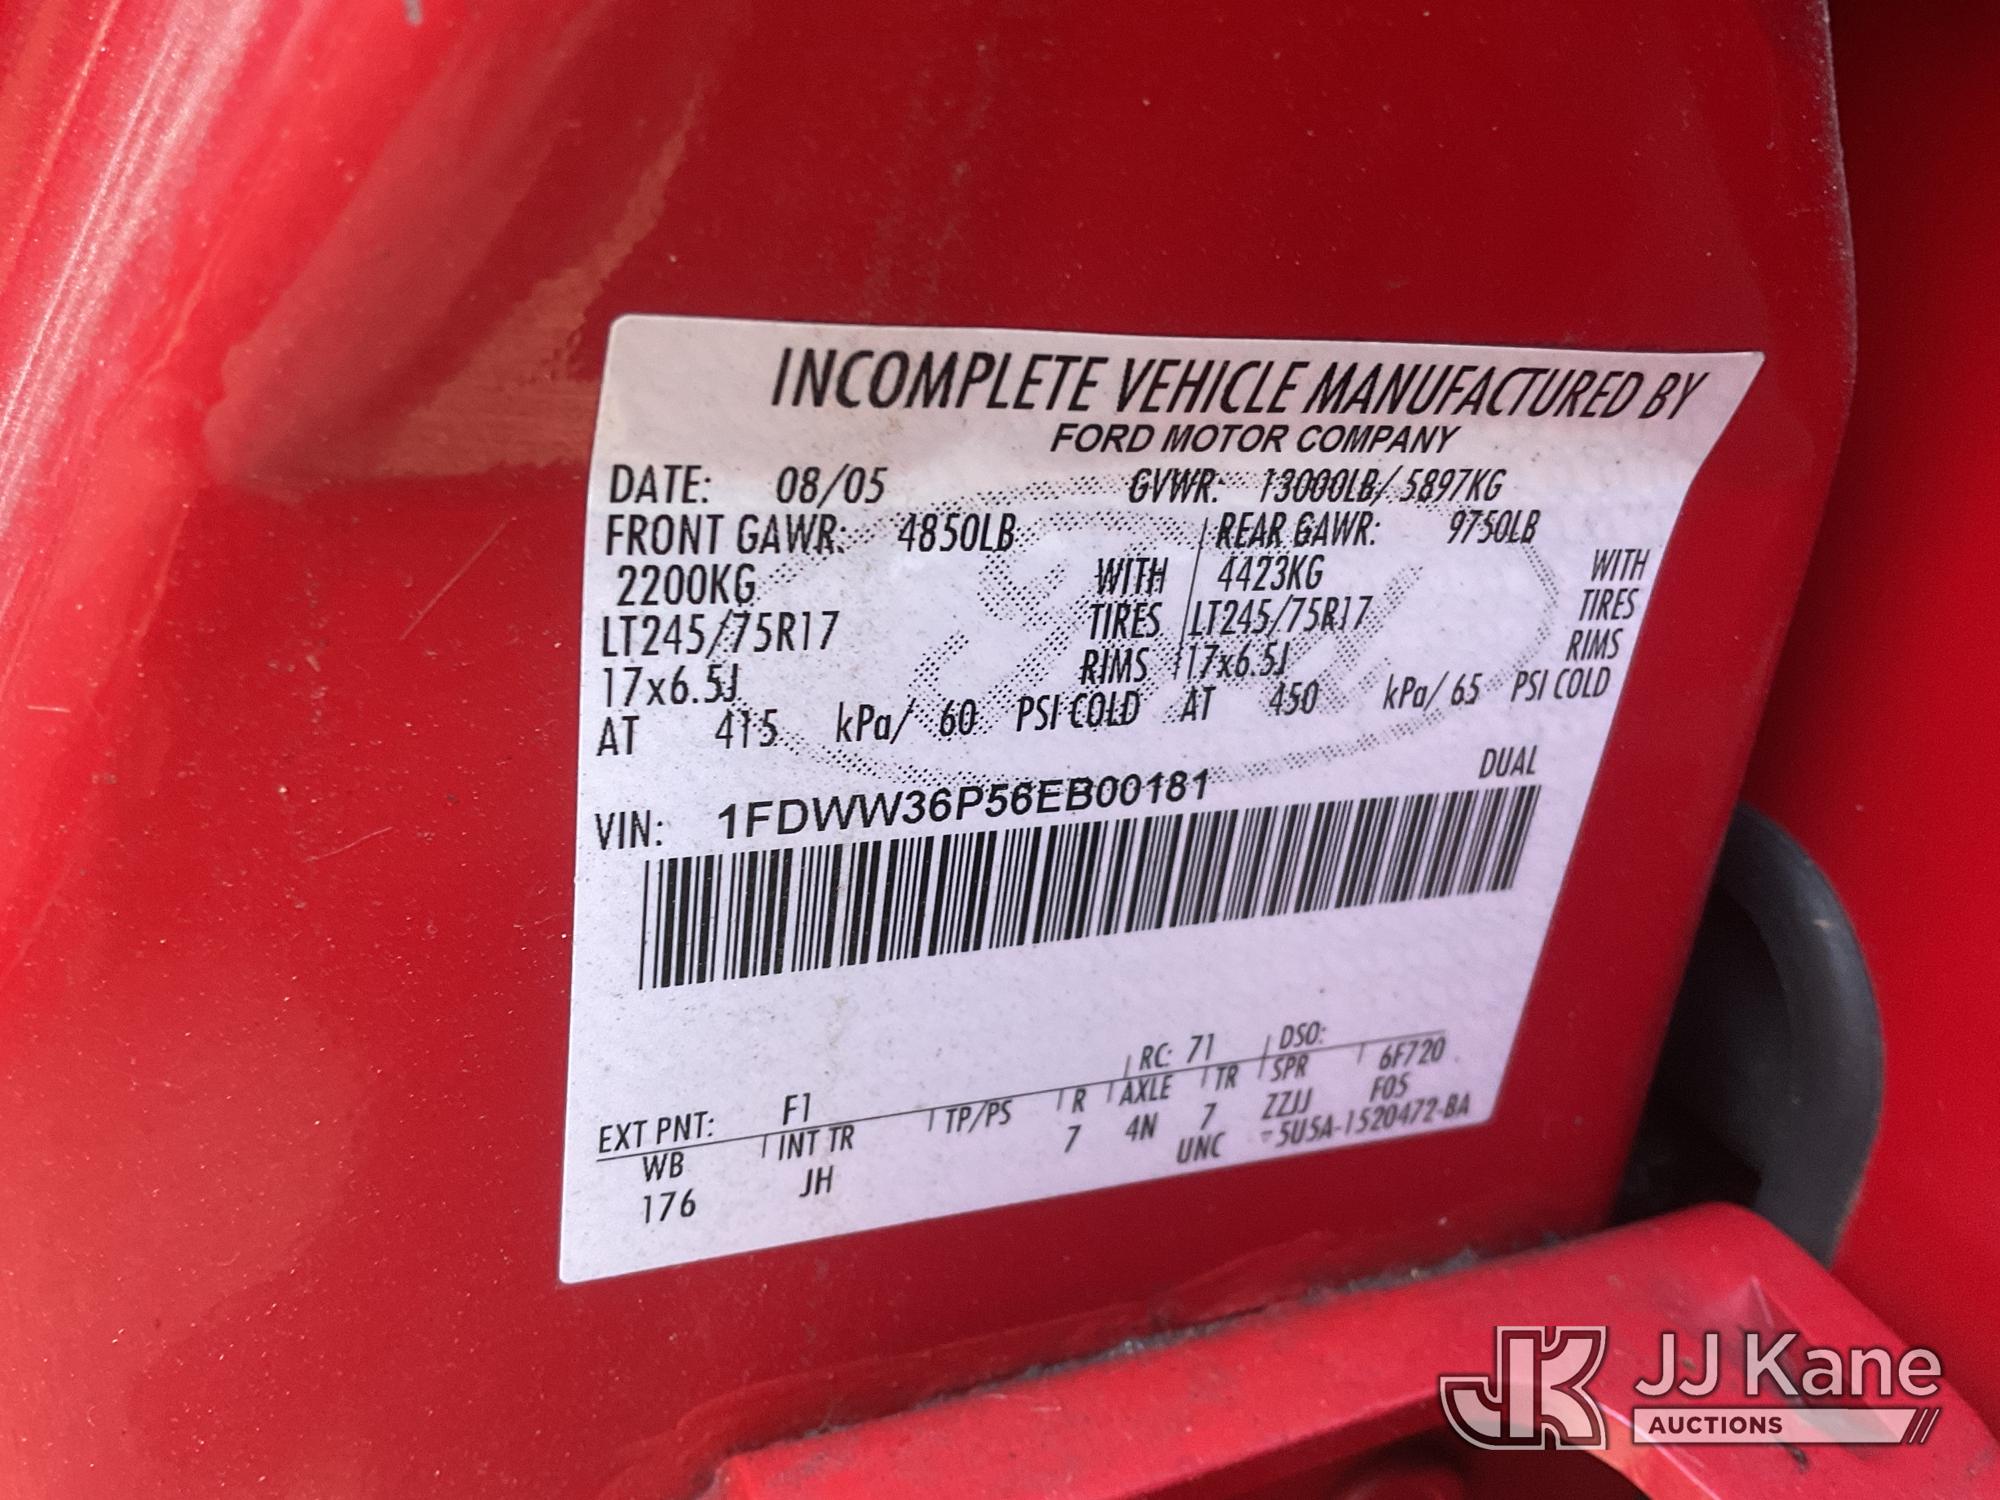 INCOMPLETE VEHICLE MANUFACTURED BY
FORD MOTOR COMPANY
DATE: 08/05 GVWR: 13000LB/ 5897KG
FRONT GAWR: 4850LB REAR GAWR: 9750LB
2200KG WITH 4423KG WITH
LT245/75R17 TIRES LT245/75R17 TIRES
17x6.5J RIMS 17x6.5J RIMS
AT 415 kPa/ 60 PSI COLD AT 450 kPa/ 65 PSI COLD
VIN: 1FDWW36P56EB00181 DUAL
EXT PNT: F1 RC: 71 DSO:
WB INT TR TP/PS R AXLE TR SPR 6F720
176 JH 7 4N 7 ZZJJ F05
UNC 5U5A-1520472-BA
JK JJ Kane
AUCTIONS